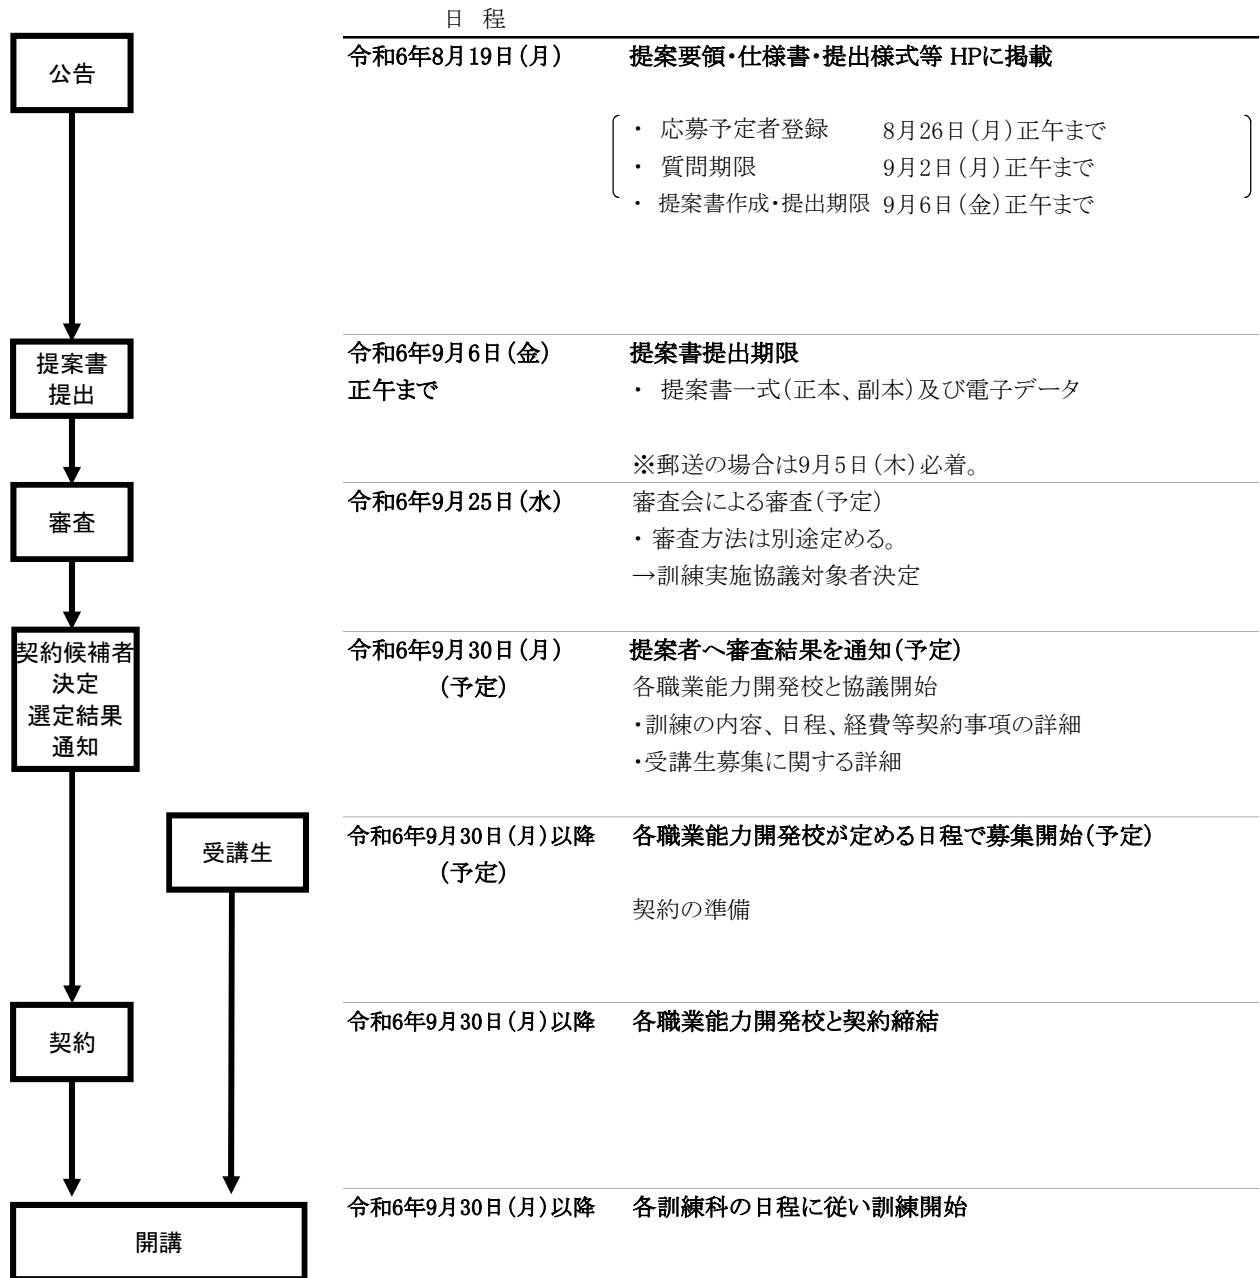 日 程
公告
令和6年8月19日(月) 提案要領・仕様書・提出様式等 HPに掲載
・ 応募予定者登録 8月26日(月)正午まで
・ 質問期限 9月2日(月)正午まで
・ 提案書作成・提出期限 9月6日(金)正午まで
提案書
提出
令和6年9月6日(金) 提案書提出期限
正午まで ・ 提案書一式(正本、副本)及び電子データ
※郵送の場合は9月5日(木)必着。
審査
令和6年9月25日(水) 審査会による審査(予定)
・ 審査方法は別途定める。
→訓練実施協議対象者決定
契約候補者
決定
選定結果
通知
令和6年9月30日(月) 提案者へ審査結果を通知(予定)
(予定) 各職業能力開発校と協議開始
・訓練の内容、日程、経費等契約事項の詳細
・受講生募集に関する詳細
受講生
令和6年9月30日(月)以降 各職業能力開発校が定める日程で募集開始(予定)
(予定)
契約の準備
契約
令和6年9月30日(月)以降 各職業能力開発校と契約締結
開講
令和6年9月30日(月)以降 各訓練科の日程に従い訓練開始